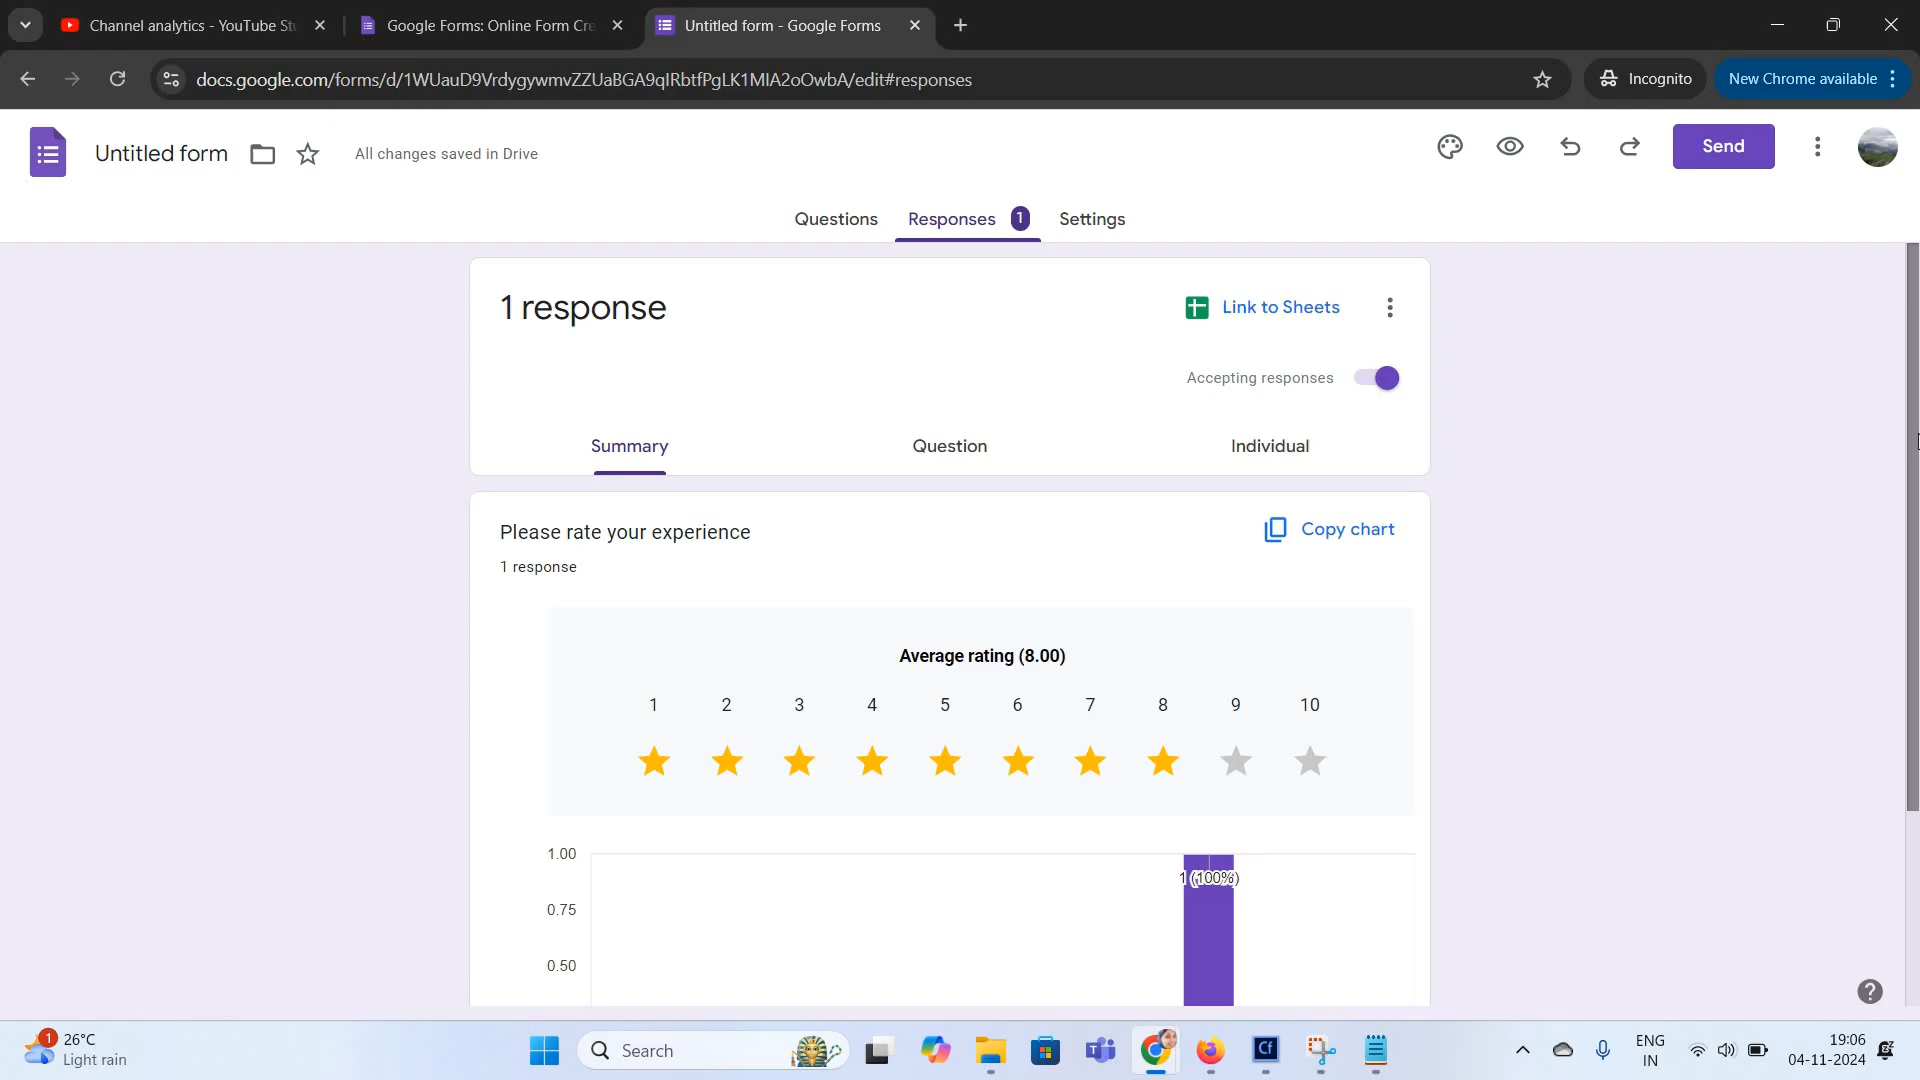 Channel analytics - YouTube St
Google Forms: Online Form Cre
Untitled form - Google Forms
docs.google.com/forms/d/1WUauD9VrdygywmvZZUaBGA9qIRbtfPgLK1MIA2oOwbA/edit#responses
Incognito
New Chrome available
Untitled form
All changes saved in Drive
Send
Questions
Responses 1
Settings
1 response
Link to Sheets
Accepting responses
Summary
Question
Individual
Please rate your experience
Copy chart
1 response
Average rating (8.00)
1 2 3 4 5 6 7 8 9 10
1.00
1 (100%)
0.75
0.50
1
26°C
Light rain
Search
Cf
ENG
IN
19:06
04-11-2024